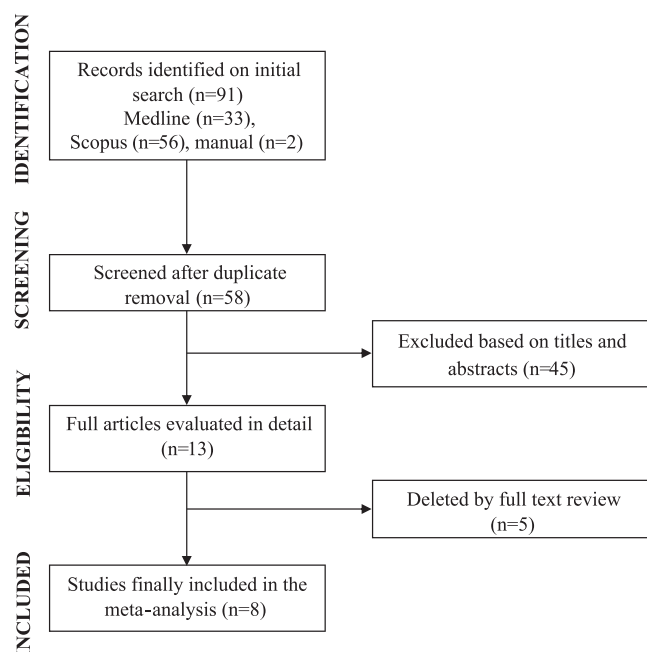 IDENTIFICATION
Records identified on initial
search (n=91)
Medline (n=33),
Scopus (n=56), manual (n=2)
SCREENING
Screened after duplicate
removal (n=58)
Excluded based on titles and
abstracts (n=45)
ELIGIBILITY
Full articles evaluated in detail
(n=13)
Deleted by full text review
(n=5)
INCLUDED
Studies finally included in the
meta-analysis (n=8)